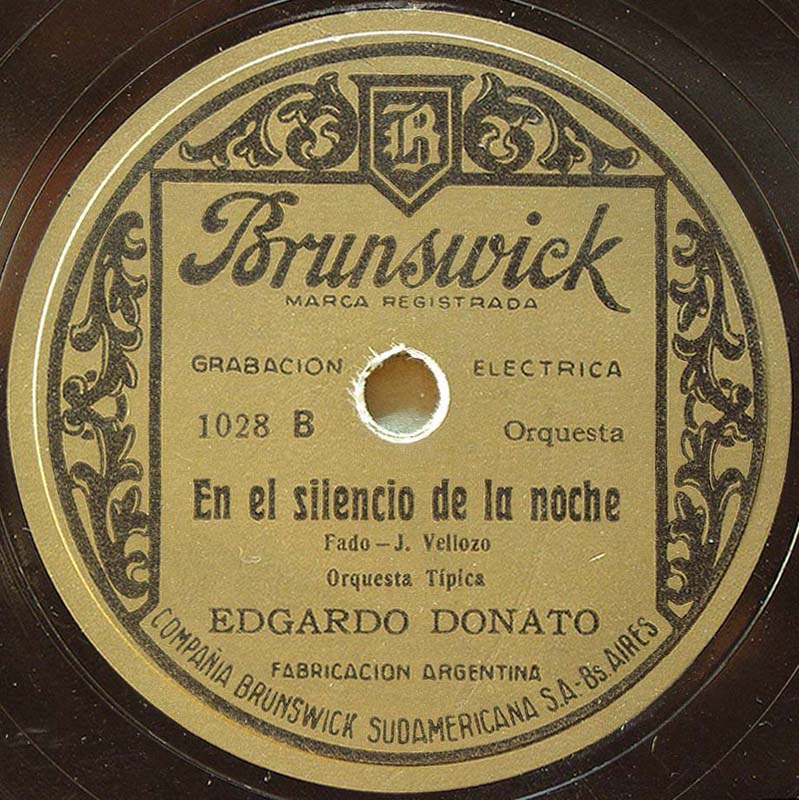 B
Brunswick
MARCA REGISTRADA
GRABACION ELECTRICA
1028 B Orquesta
En el silencio de la noche
Fado – J. Vellozo
Orquesta Típica
EDGARDO DONATO
FABRICACION ARGENTINA
COMPAÑIA BRUNSWICK SUDAMERICANA S.A - Bs. AIRES